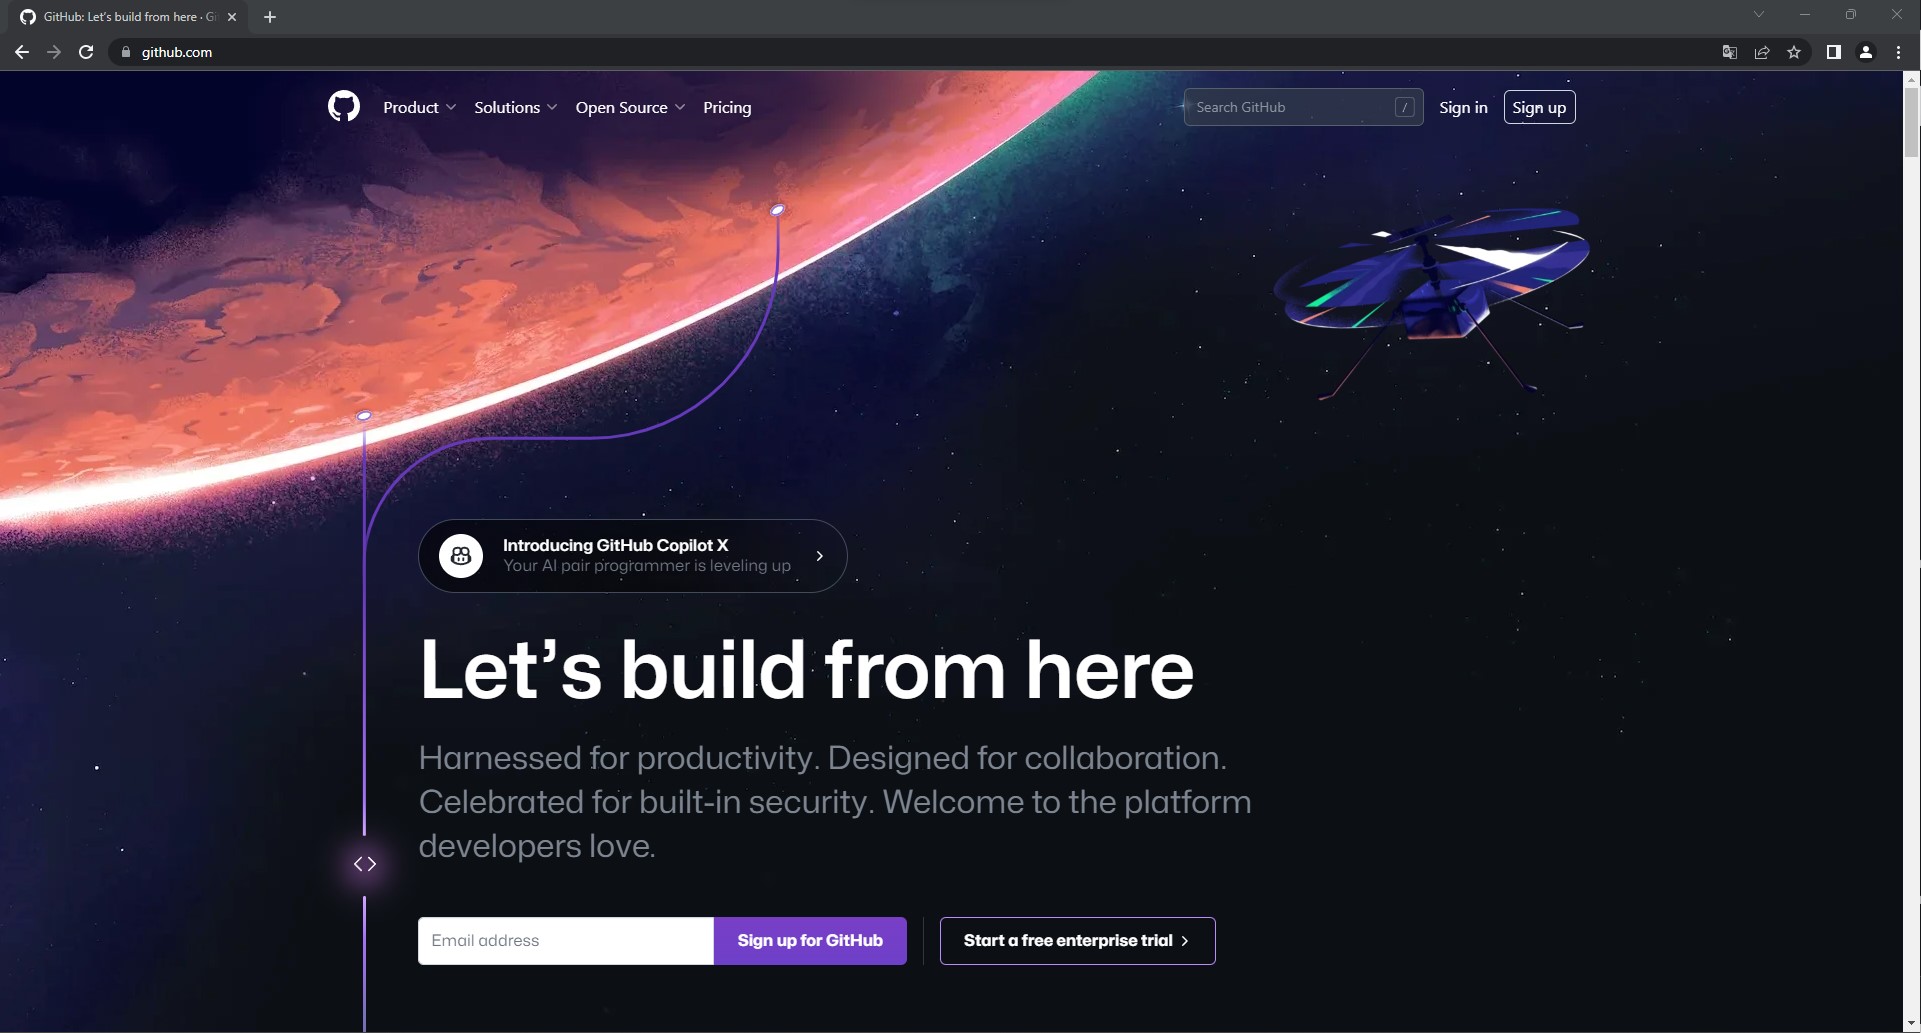 GitHub: Let's build from here · Gi
github.com
Product
Solutions
Open Source
Pricing
Search GitHub
/
Sign in
Sign up
Introducing GitHub Copilot X
Your AI pair programmer is leveling up
Let’s build from here
Harnessed for productivity. Designed for collaboration.
Celebrated for built-in security. Welcome to the platform
developers love.
Email address
Sign up for GitHub
Start a free enterprise trial